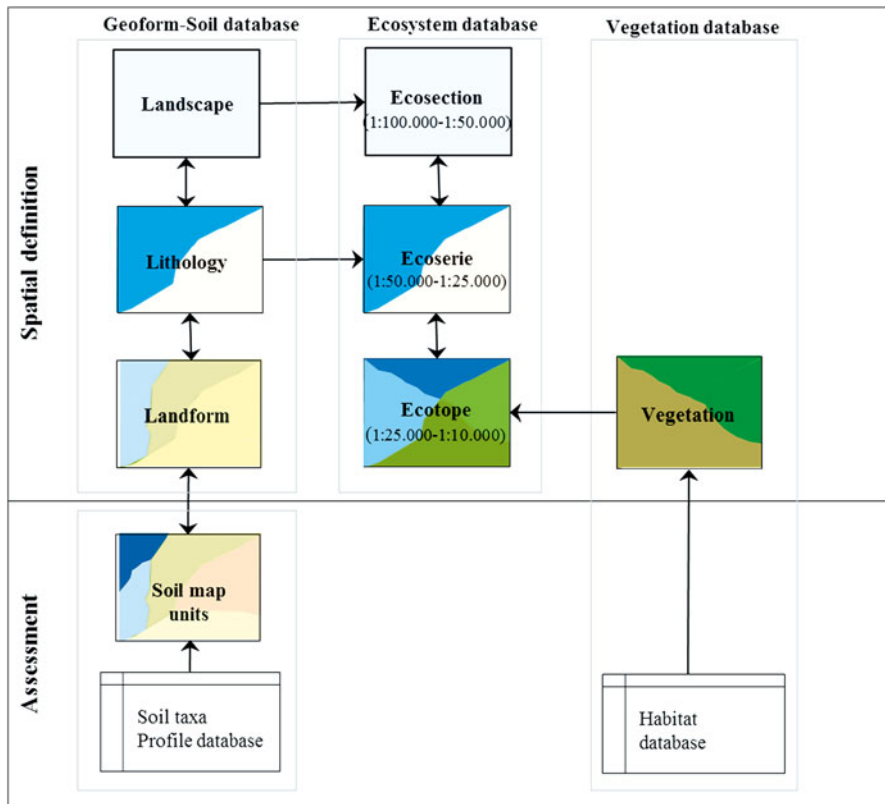 Geoform-Soil database
Ecosystem database
Vegetation database
Spatial definition
Landscape
Ecosection
(1:100.000-1:50.000)
Lithology
Ecoserie
(1:50.000-1:25.000)
Landform
Ecotope
(1:25.000-1:10.000)
Vegetation
Assessment
Soil map
units
Soil taxa
Profile database
Habitat
database